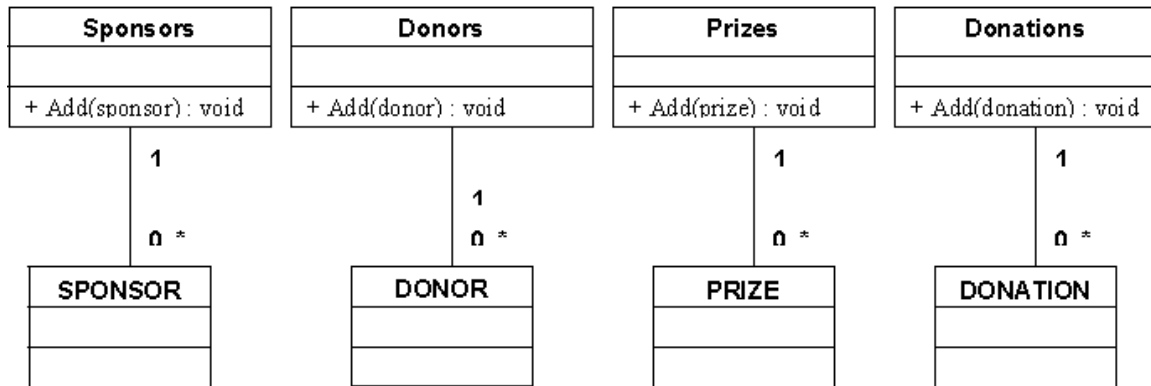 Sponsors
Donors
Prizes
Donations
+ Add(sponsor) : void
+ Add(donor) : void
+ Add(prize) : void
+ Add(donation) : void
1
1
1
1
0 *
0 *
0 *
0 *
SPONSOR
DONOR
PRIZE
DONATION